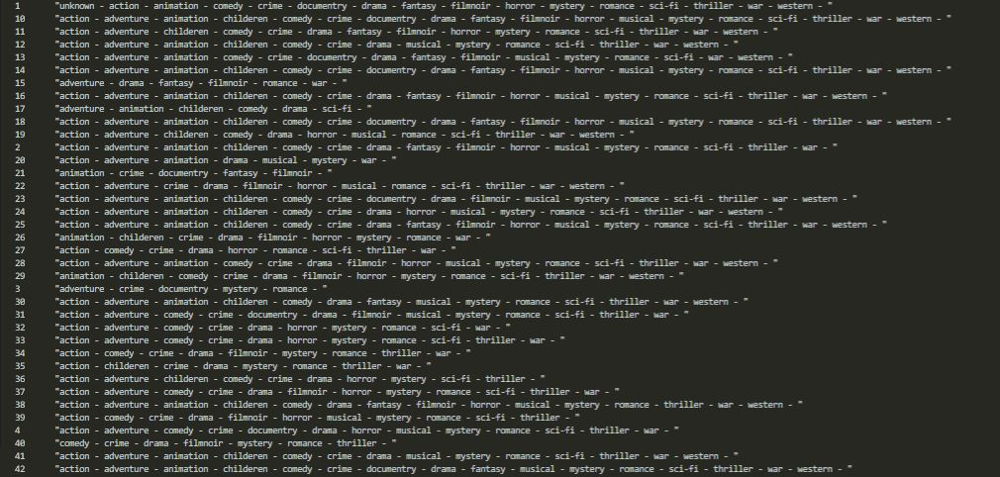 1 "unknown - action - animation - comedy - crime - documentry - drama - fantasy - filmnoir - horror - mystery - romance - sci-fi - thriller - war - western - "
10 "action - adventure - animation - childeren - comedy - crime - documentry - drama - fantasy - filmnoir - horror - musical - mystery - romance - sci-fi - thriller - war - western - "
11 "action - adventure - childeren - comedy - crime - drama - fantasy - filmnoir - horror - mystery - romance - sci-fi - thriller - war - western - "
12 "action - adventure - animation - childeren - comedy - crime - drama - musical - mystery - romance - sci-fi - thriller - war - western - "
13 "action - adventure - animation - comedy - crime - documentry - drama - fantasy - filmnoir - musical - mystery - romance - sci-fi - war - western - "
14 "action - adventure - animation - childeren - comedy - crime - documentry - drama - fantasy - filmnoir - horror - musical - mystery - romance - sci-fi - thriller - war - western - "
15 "adventure - drama - fantasy - filmnoir - romance - war - "
16 "action - adventure - animation - childeren - comedy - crime - drama - fantasy - filmnoir - horror - musical - mystery - romance - sci-fi - thriller - war - western - "
17 "adventure - animation - childeren - comedy - drama - sci-fi - "
18 "action - adventure - animation - childeren - comedy - crime - documentry - drama - fantasy - filmnoir - horror - musical - mystery - romance - sci-fi - thriller - war - western - "
19 "action - adventure - childeren - comedy - drama - horror - musical - romance - sci-fi - thriller - war - western - "
2 "action - adventure - animation - childeren - comedy - crime - drama - fantasy - filmnoir - horror - musical - mystery - romance - sci-fi - thriller - war - "
20 "action - adventure - animation - drama - musical - mystery - war - "
21 "animation - crime - documentry - fantasy - filmnoir - "
22 "action - adventure - crime - drama - filmnoir - horror - musical - romance - sci-fi - thriller - war - western - "
23 "action - adventure - animation - childeren - comedy - crime - documentry - drama - filmnoir - musical - mystery - romance - sci-fi - thriller - war - western - "
24 "action - adventure - animation - childeren - comedy - crime - drama - horror - musical - mystery - romance - sci-fi - thriller - war - western - "
25 "action - adventure - animation - childeren - comedy - crime - drama - fantasy - filmnoir - horror - musical - mystery - romance - sci-fi - thriller - war - western - "
26 "animation - childeren - crime - drama - filmnoir - horror - mystery - romance - war - "
27 "action - comedy - crime - drama - horror - romance - sci-fi - thriller - war - "
28 "action - adventure - animation - comedy - crime - drama - filmnoir - horror - musical - mystery - romance - sci-fi - thriller - war - western - "
29 "animation - childeren - comedy - crime - drama - filmnoir - horror - mystery - romance - sci-fi - thriller - war - western - "
3 "adventure - crime - documentry - mystery - romance - "
30 "action - adventure - animation - childeren - comedy - drama - fantasy - musical - mystery - romance - sci-fi - thriller - war - western - "
31 "action - adventure - comedy - crime - documentry - drama - filmnoir - musical - mystery - romance - sci-fi - thriller - war - "
32 "action - adventure - comedy - crime - drama - horror - mystery - romance - sci-fi - war - "
33 "action - adventure - comedy - crime - drama - horror - mystery - romance - sci-fi - thriller - war - "
34 "action - comedy - crime - drama - filmnoir - mystery - romance - thriller - war - "
35 "action - childeren - crime - drama - mystery - romance - thriller - war - "
36 "action - adventure - childeren - comedy - crime - drama - horror - mystery - sci-fi - thriller - "
37 "action - adventure - comedy - crime - drama - filmnoir - horror - mystery - romance - sci-fi - thriller - war - "
38 "action - adventure - animation - childeren - comedy - drama - fantasy - filmnoir - horror - musical - mystery - romance - thriller - war - western - "
39 "action - comedy - crime - drama - filmnoir - horror - musical - mystery - romance - sci-fi - thriller - "
4 "action - adventure - comedy - crime - documentry - drama - horror - musical - mystery - romance - sci-fi - thriller - war - "
40 "comedy - crime - drama - filmnoir - mystery - romance - thriller - "
41 "action - adventure - animation - childeren - comedy - crime - drama - musical - mystery - romance - sci-fi - thriller - war - western - "
42 "action - adventure - animation - childeren - comedy - crime - documentry - drama - fantasy - musical - mystery - romance - sci-fi - thriller - war - western - "